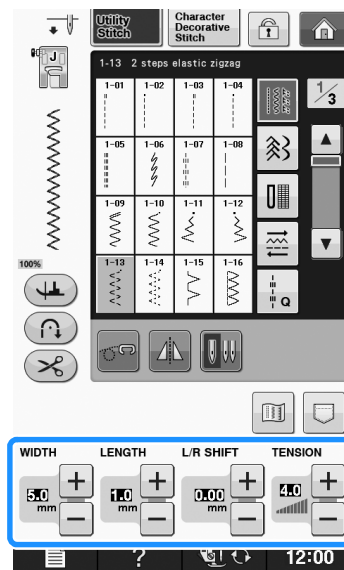 Utility Stitch
Character Decorative Stitch
J
1-13 2 steps elastic zigzag
1/3
1-01 1-02 1-03 1-04
1-05 1-06 1-07 1-08
1-09 1-10 1-11 1-12
1-13 1-14 1-15 1-16
100%
Q
WIDTH LENGTH L/R SHIFT TENSION
5.0 mm 1.0 mm 0.00 mm 4.0
? 12:00